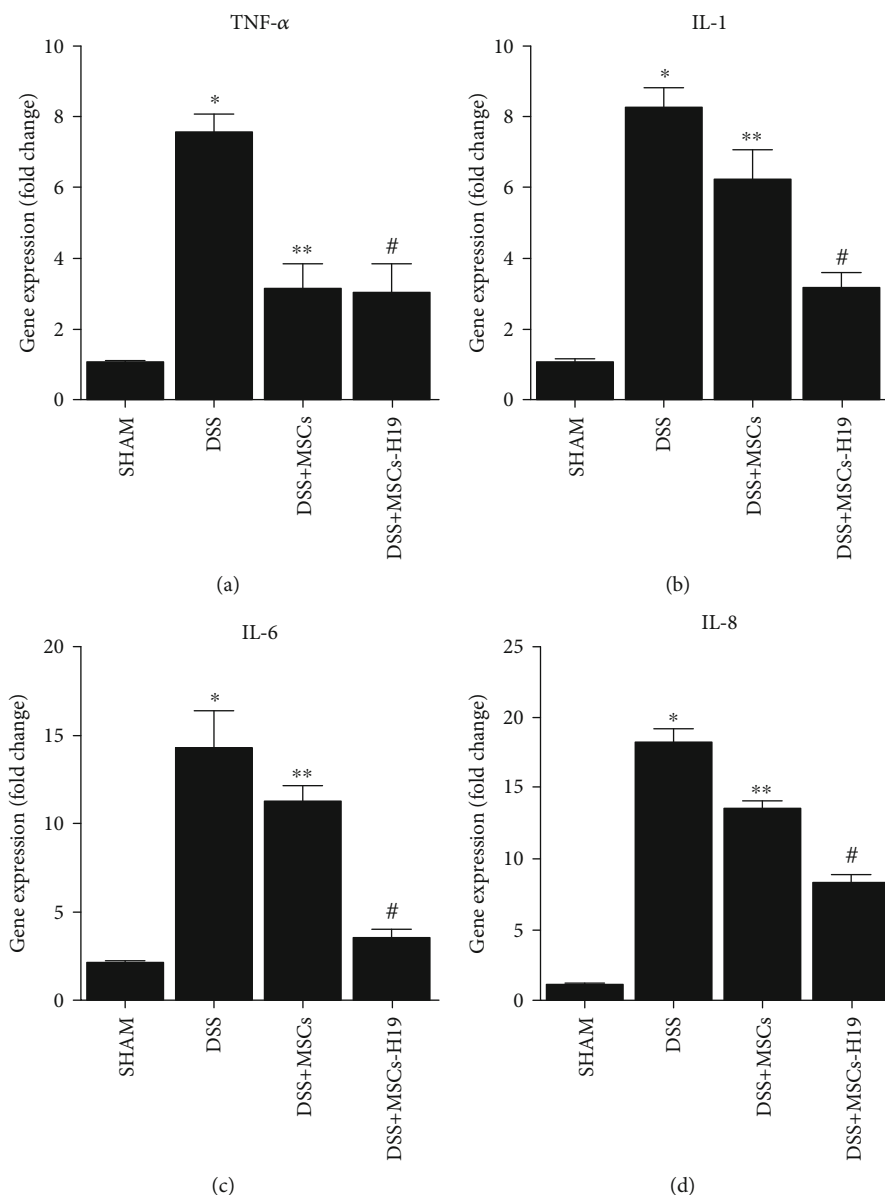 TNF-α
Gene expression (fold change)
10
8
6
4
2
0
*
**
#
SHAM
DSS
DSS+MSCs
DSS+MSCs-H19
(a)
IL-1
Gene expression (fold change)
10
8
6
4
2
0
*
**
#
SHAM
DSS
DSS+MSCs
DSS+MSCs-H19
(b)
IL-6
Gene expression (fold change)
20
15
10
5
0
*
**
#
SHAM
DSS
DSS+MSCs
DSS+MSCs-H19
(c)
IL-8
Gene expression (fold change)
25
20
15
10
5
0
*
**
#
SHAM
DSS
DSS+MSCs
DSS+MSCs-H19
(d)